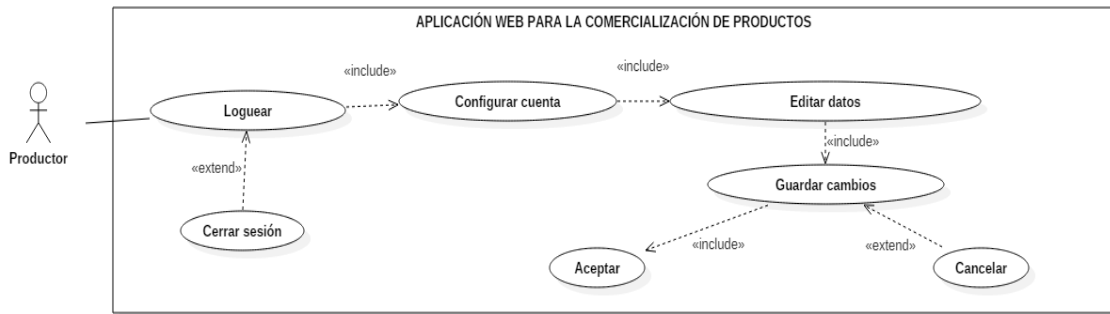 APLICACIÓN WEB PARA LA COMERCIALIZACIÓN DE PRODUCTOS
«include»
«include»
Loguear
Configurar cuenta
Editar datos
Productor
«include»
«extend»
Guardar cambios
Cerrar sesión
«include»
«extend»
Aceptar
Cancelar